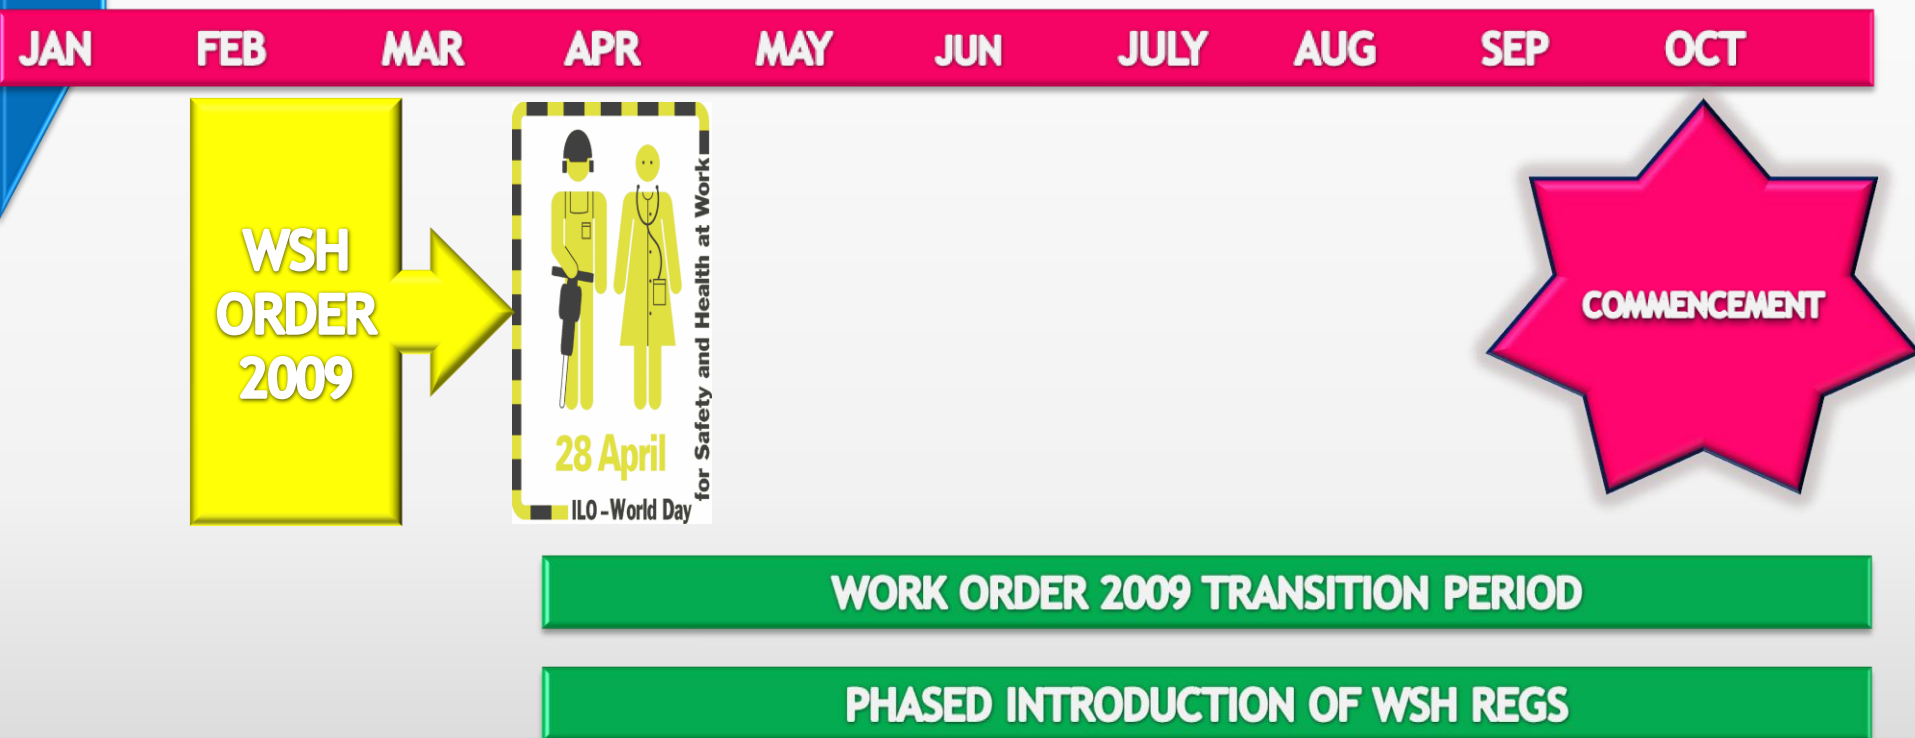 JAN FEB MAR APR MAY JUN JULY AUG SEP OCT
WSH
ORDER
2009
for Safety and Health at Work
28 April
ILO - World Day
COMMENCEMENT
WORK ORDER 2009 TRANSITION PERIOD
PHASED INTRODUCTION OF WSH REGS